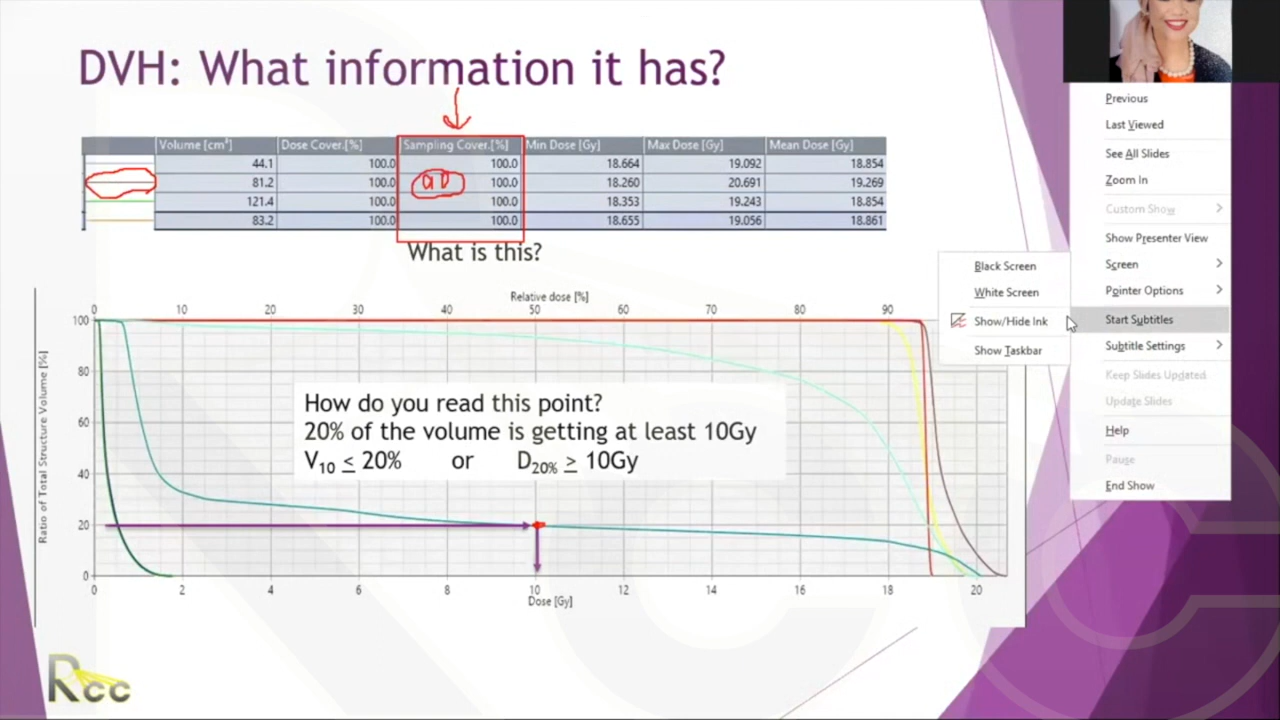 DVH: What information it has?
Volume [cm³] Dose Cover.[%] Sampling Cover.[%] Min Dose [Gy] Max Dose [Gy] Mean Dose [Gy]
44.1 100.0 100.0 18.664 19.092 18.854
81.2 100.0 90 100.0 18.260 20.691 19.269
121.4 100.0 100.0 18.353 19.243 18.854
83.2 100.0 100.0 18.655 19.056 18.861
What is this?
Relative dose [%]
0 10 20 30 40 50 60 70 80 90
Ratio of Total Structure Volume [%]
100
80
60
40
20
0
How do you read this point?
20% of the volume is getting at least 10Gy
V10 ≤ 20% or D20% ≥ 10Gy
0 2 4 6 8 10 12 14 16 18 20
Dose [Gy]
Rcc
Previous
Last Viewed
See All Slides
Zoom In
Custom Show
Show Presenter View
Screen
Pointer Options
Start Subtitles
Subtitle Settings
Keep Slides Updated
Update Slides
Help
Pause
End Show
Black Screen
White Screen
Show/Hide Ink
Show Taskbar